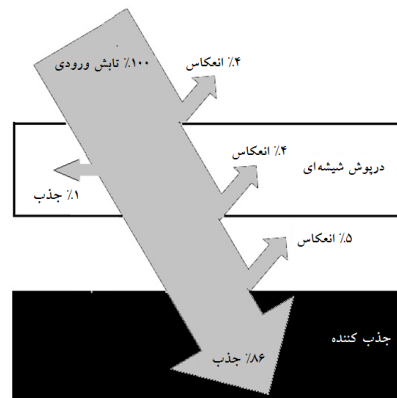 ٪۱۰۰ تابش ورودی
٪۴ انعکاس
٪۴ انعکاس
درپوش شیشه‌ای
٪۱ جذب
٪۵ انعکاس
جذب کننده
٪۸۶ جذب